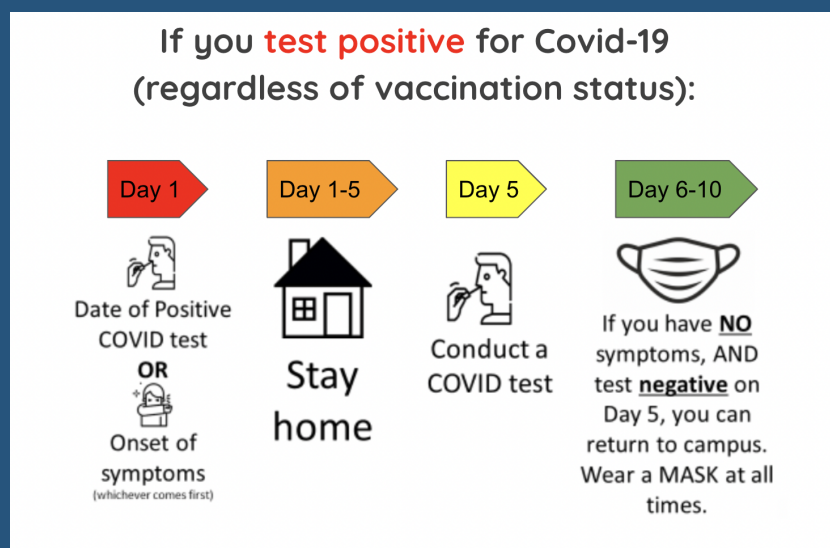 If you test positive for Covid-19
(regardless of vaccination status):
Day 1
Date of Positive
COVID test
OR
Onset of
symptoms
(whichever comes first)
Day 1-5
Stay
home
Day 5
Conduct a
COVID test
Day 6-10
If you have NO
symptoms, AND
test negative on
Day 5, you can
return to campus.
Wear a MASK at all
times.